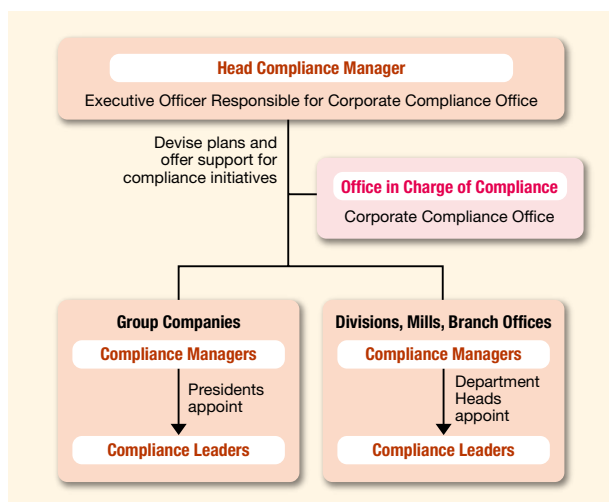 Head Compliance Manager
Executive Officer Responsible for Corporate Compliance Office
Devise plans and
offer support for
compliance initiatives
Office in Charge of Compliance
Corporate Compliance Office
Group Companies
Compliance Managers
Presidents
appoint
Compliance Leaders
Divisions, Mills, Branch Offices
Compliance Managers
Department
Heads
appoint
Compliance Leaders